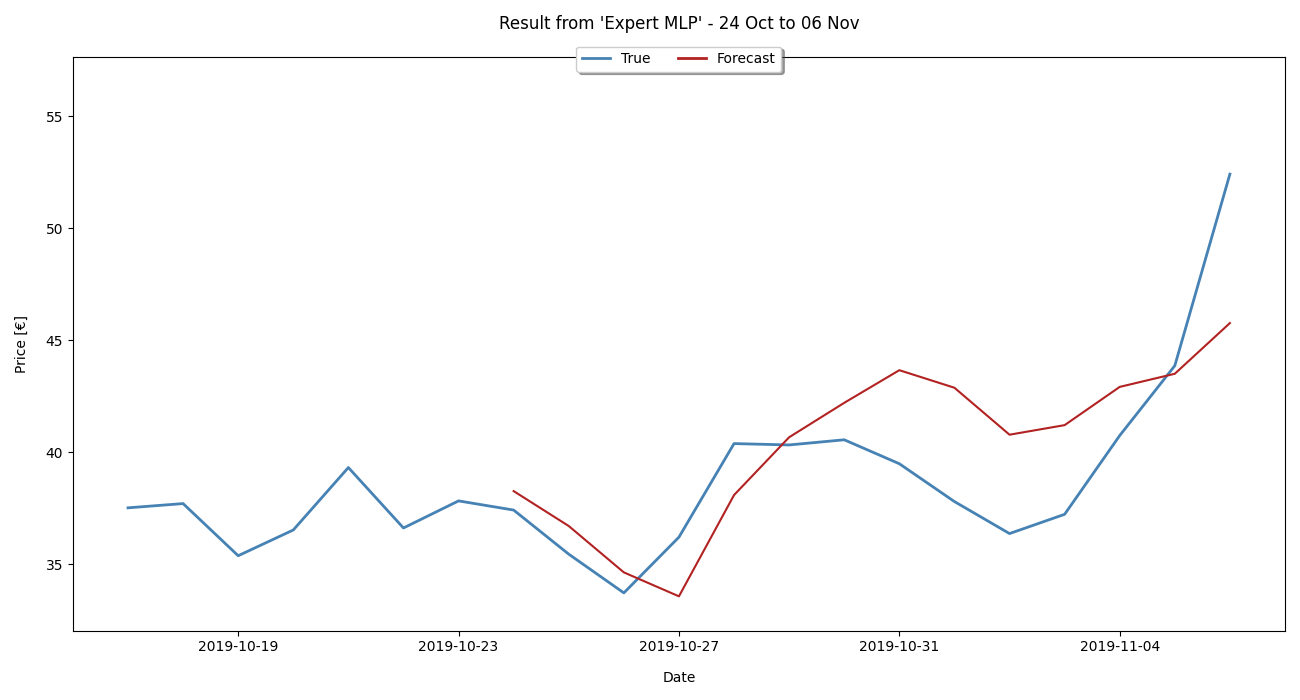 Result from 'Expert MLP' - 24 Oct to 06 Nov
True Forecast
55
50
45
40
35
Price [€]
2019-10-19 2019-10-23 2019-10-27 2019-10-31 2019-11-04
Date